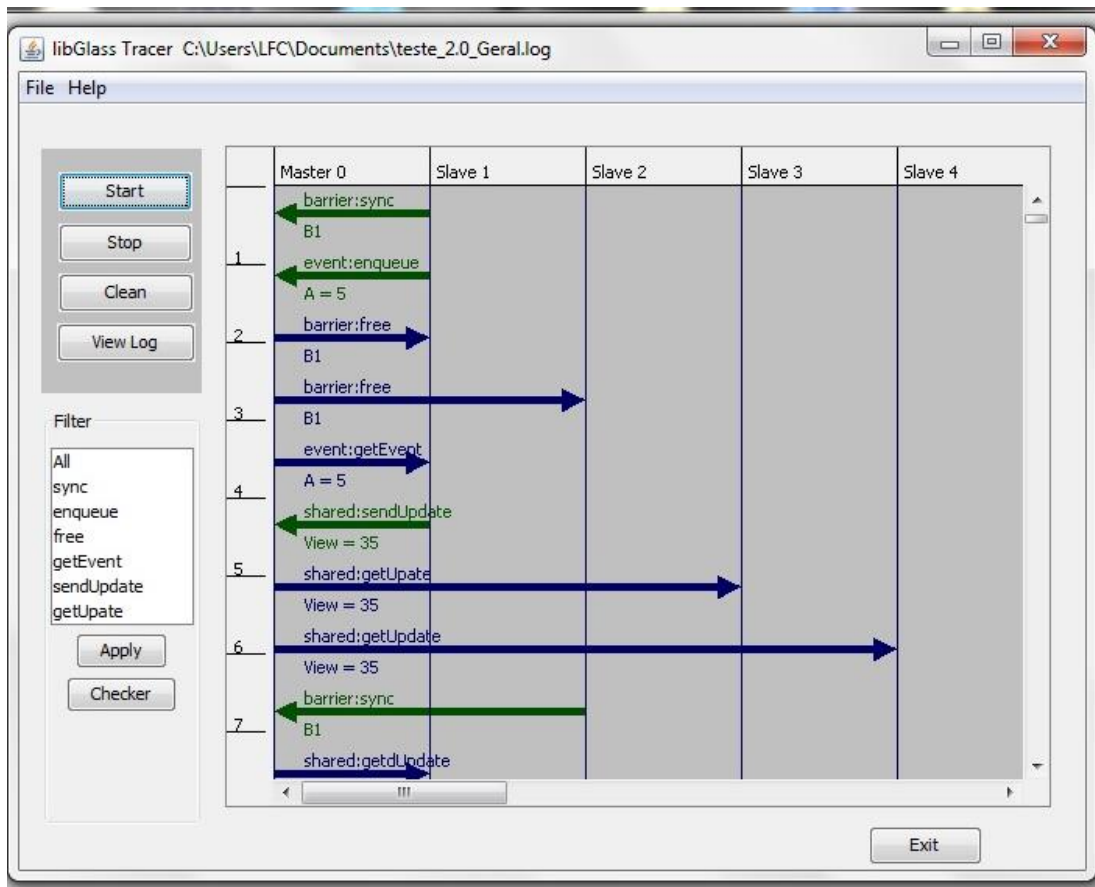 libGlass Tracer C:\Users\LFC\Documents\teste_2.0_Geral.log
File Help
Start
Stop
Clean
View Log
Filter
All
sync
enqueue
free
getEvent
sendUpdate
getUpate
Apply
Checker
Master 0 Slave 1 Slave 2 Slave 3 Slave 4
barrier:sync
B1
1
event:enqueue
A = 5
barrier:free
2
B1
barrier:free
3
B1
event:getEvent
A = 5
4
shared:sendUpdate
View = 35
5
shared:getUpate
View = 35
shared:getUpdate
6
View = 35
barrier:sync
7
B1
shared:getdUpdate
Exit